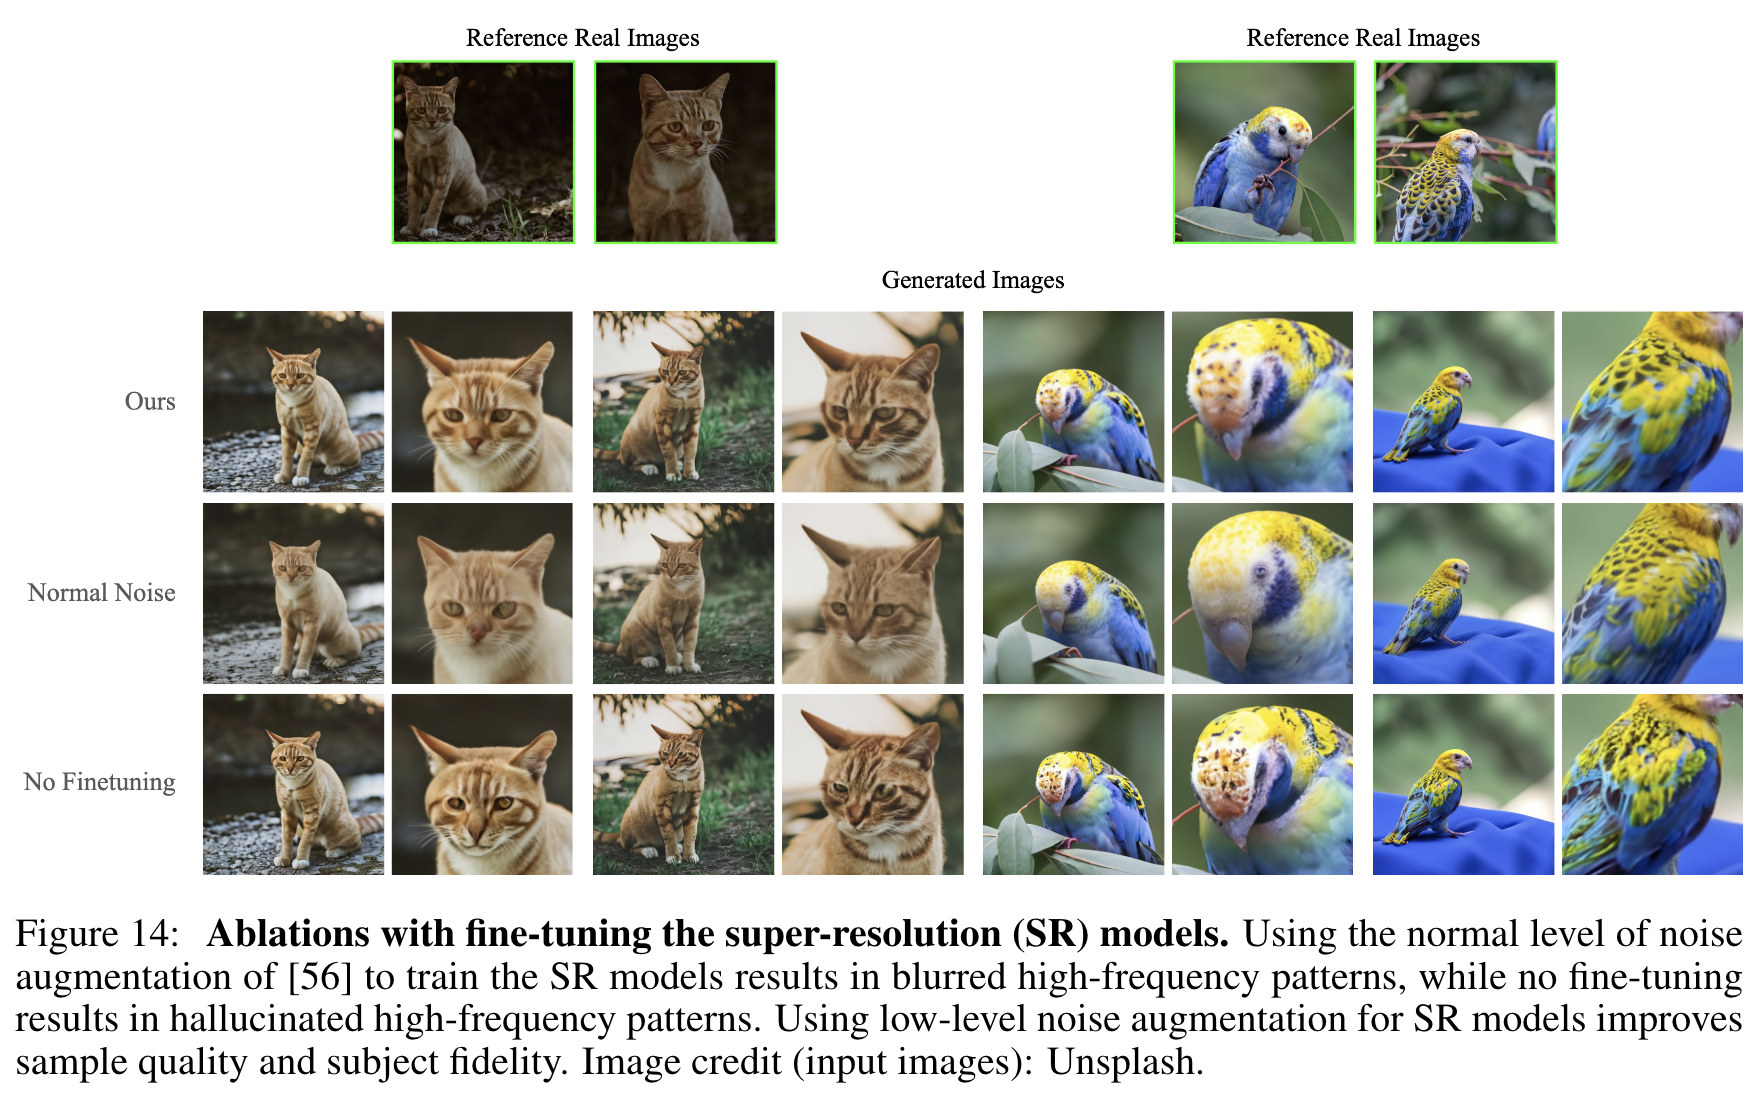 Reference Real Images
Reference Real Images
Generated Images
Ours
Normal Noise
No Finetuning
Figure 14: Ablations with fine-tuning the super-resolution (SR) models. Using the normal level of noise
augmentation of [56] to train the SR models results in blurred high-frequency patterns, while no fine-tuning
results in hallucinated high-frequency patterns. Using low-level noise augmentation for SR models improves
sample quality and subject fidelity. Image credit (input images): Unsplash.